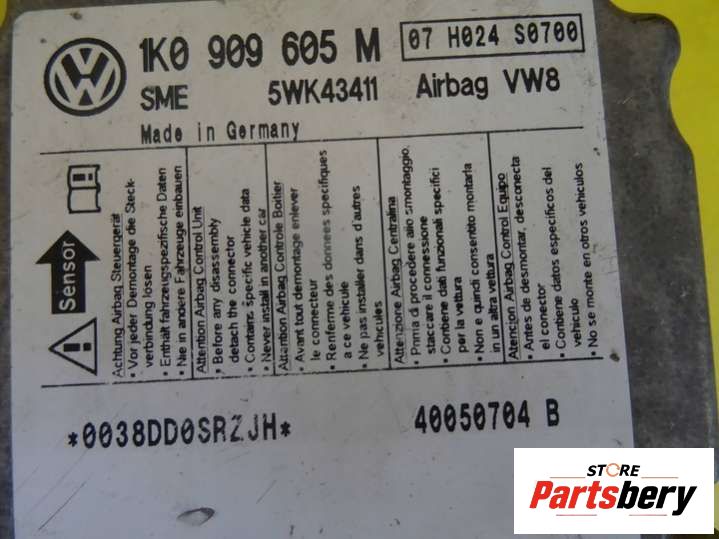 1K0 909 605 M
07 H024 S0700
SME
5WK43411
Airbag VW8
Made in Germany
Sensor
Achtung Airbag Steuergerät
• Vor jeder Demontage die Steck-
verbindung lösen
• Enthält fahrzeugspezifische Daten
• Nie in andere Fahrzeuge einbauen
Attention Airbag Control Unit
• Before any disassembly
detach the connector
• Contains specific vehicle data
• Never install in another car
Attention Airbag Controle Boitier
• Avant tout demontage enlever
le connecteur
• Renferme des donnees specifiques
a ce vehicule
• Ne pas installer dans d'autres
vehicules
Attenzione Airbag Centralina
• Prima di procedere allo smontaggio,
staccare il connessione
• Contiene dati funzionali specifici
per la vettura
• Non e quindi consentito montarla
in un altra vettura
Atencion Airbag Control Equipo
• Antes de desmontar, desconecta
el conector
• Contiene datos especificos del
vehiculo
• No se monte en otros vehiculos
*0038DD0SRZJH*
40050704 B
STORE
Partsbery